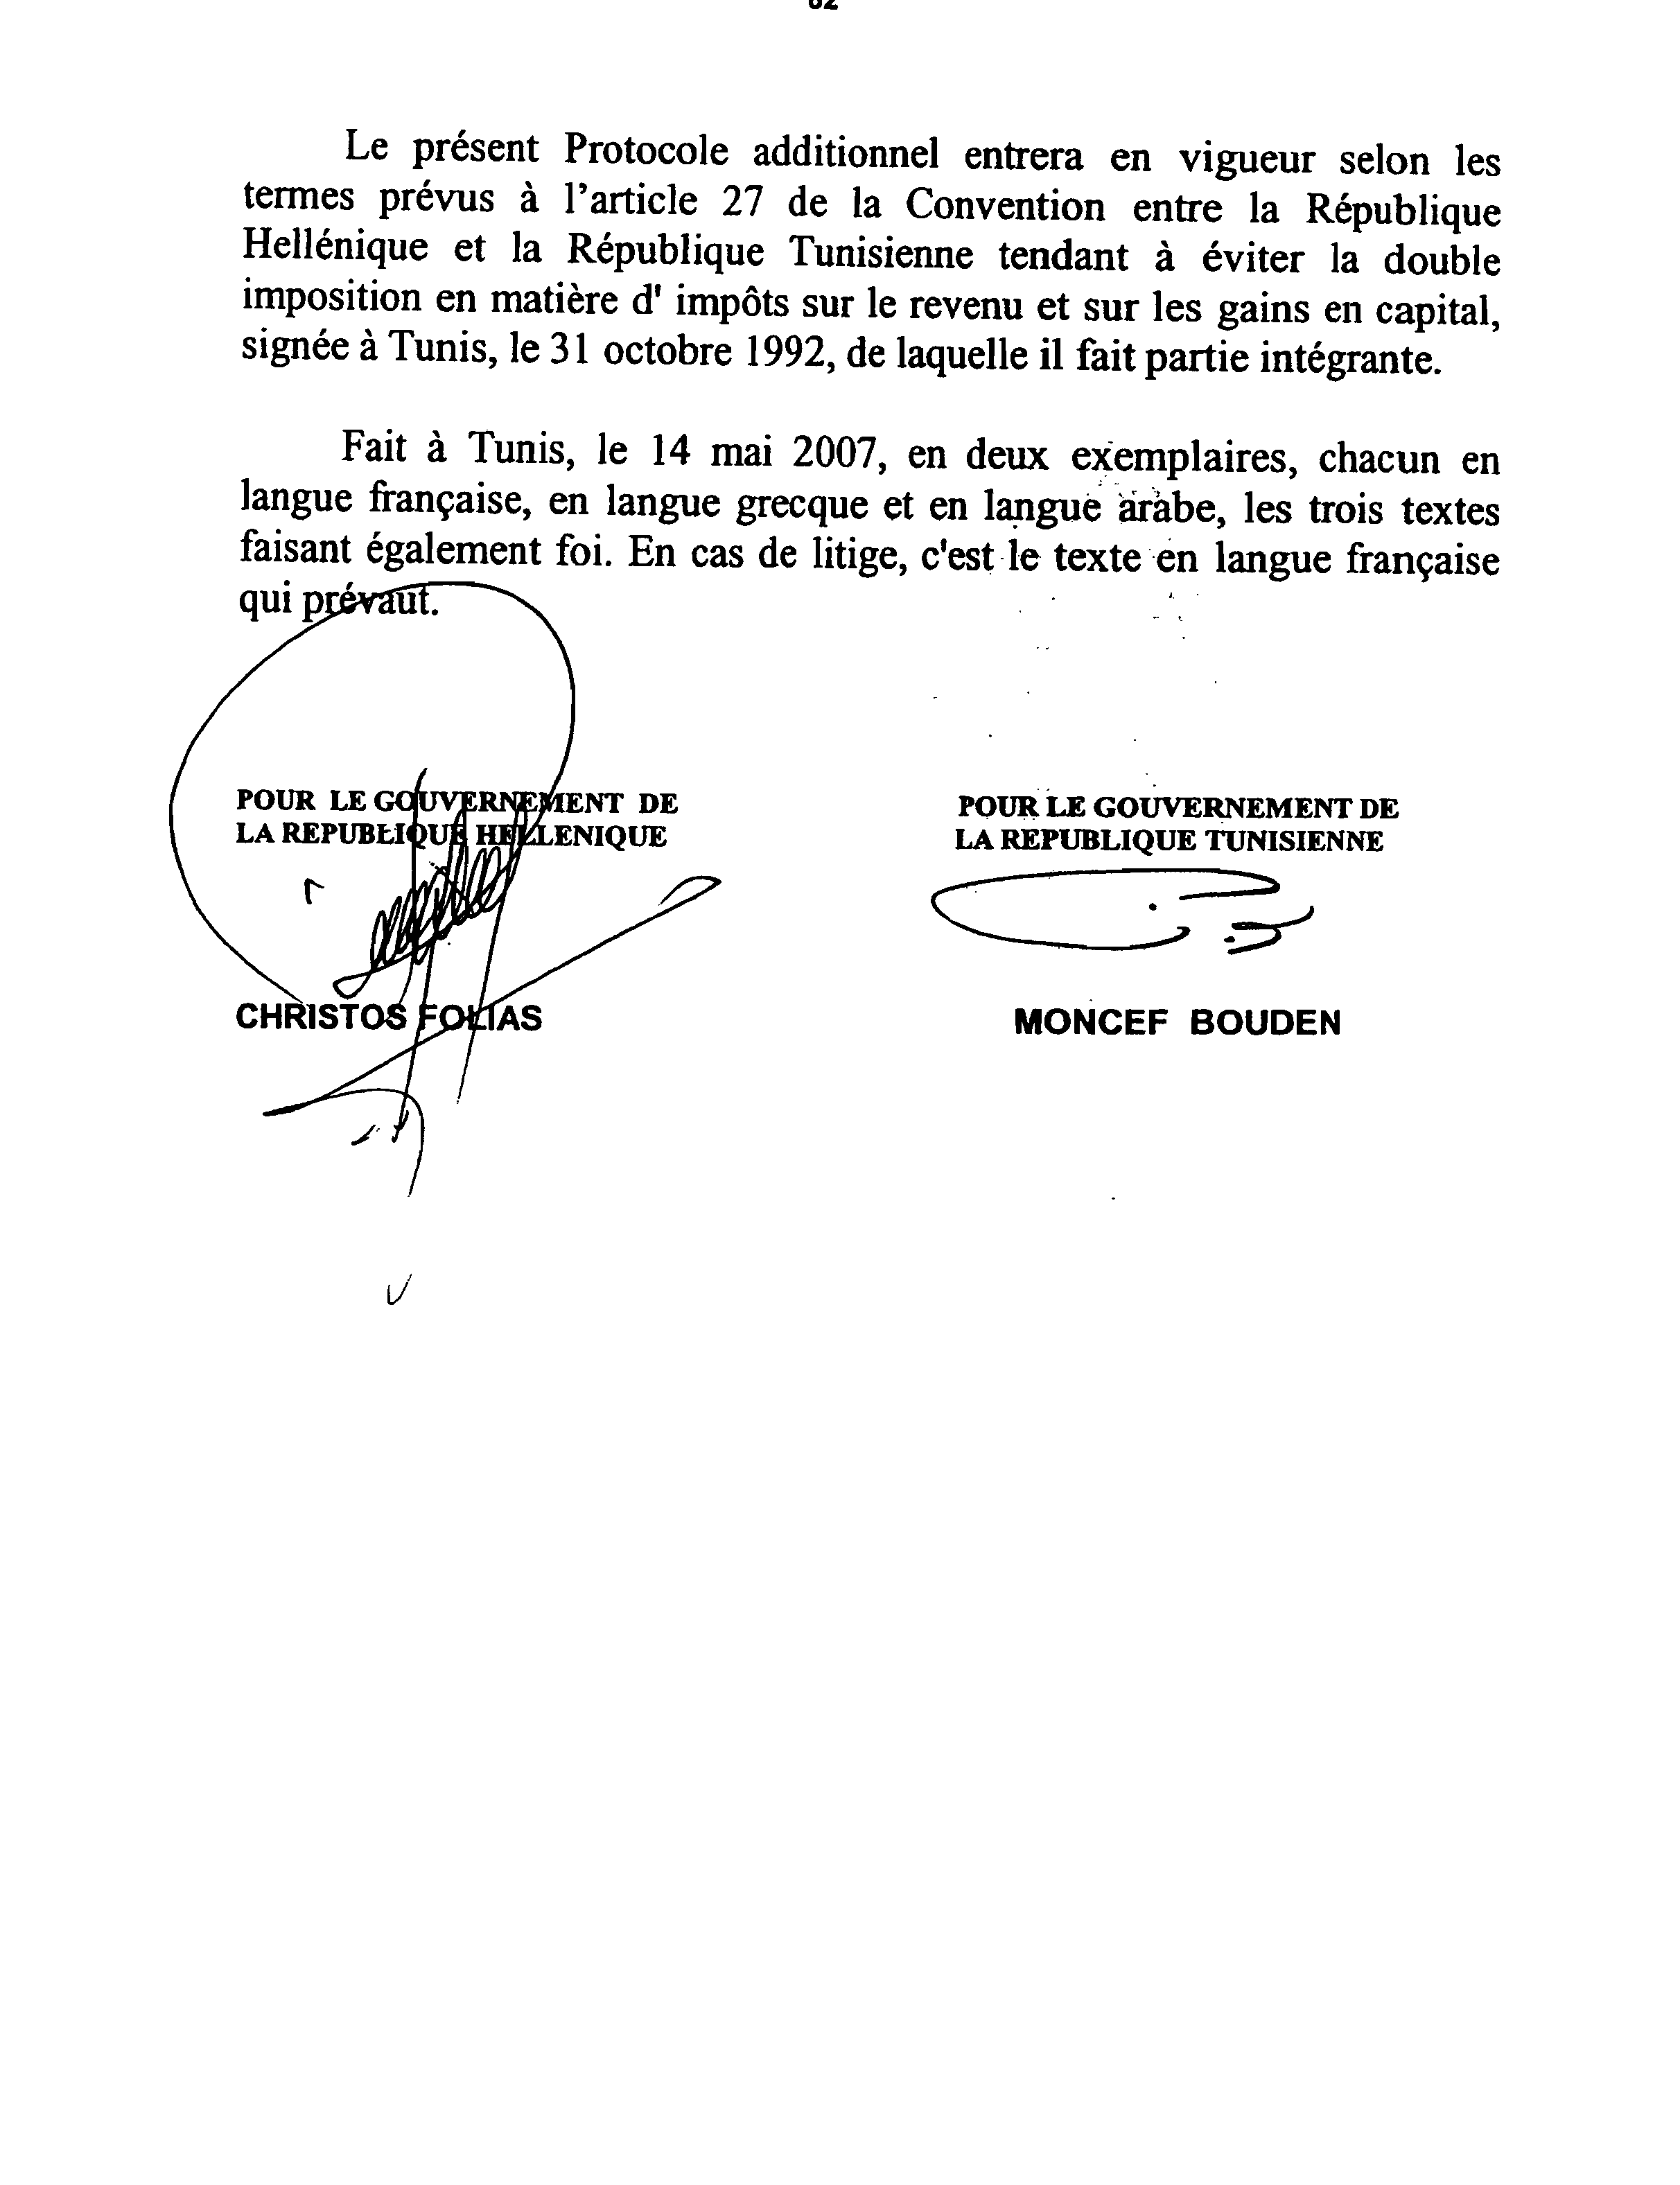 Le présent Protocole additionnel entrera en vigueur selon les
termes prévus à l'article 27 de la Convention entre la République
Hellénique et la République Tunisienne tendant à éviter la double
imposition en matière d' impôts sur le revenu et sur les gains en capital,
signée à Tunis, le 31 octobre 1992, de laquelle il fait partie intégrante.
Fait à Tunis, le 14 mai 2007, en deux exemplaires, chacun en
langue française, en langue grecque et en langue arabe, les trois textes
faisant également foi. En cas de litige, c'est le texte en langue française
qui prévaut.
POUR LE GOUVERNEMENT DE
LA REPUBLIQUE HELLENIQUE
CHRISTOS FOLIAS
POUR LE GOUVERNEMENT DE
LA REPUBLIQUE TUNISIENNE
MONCEF BOUDEN